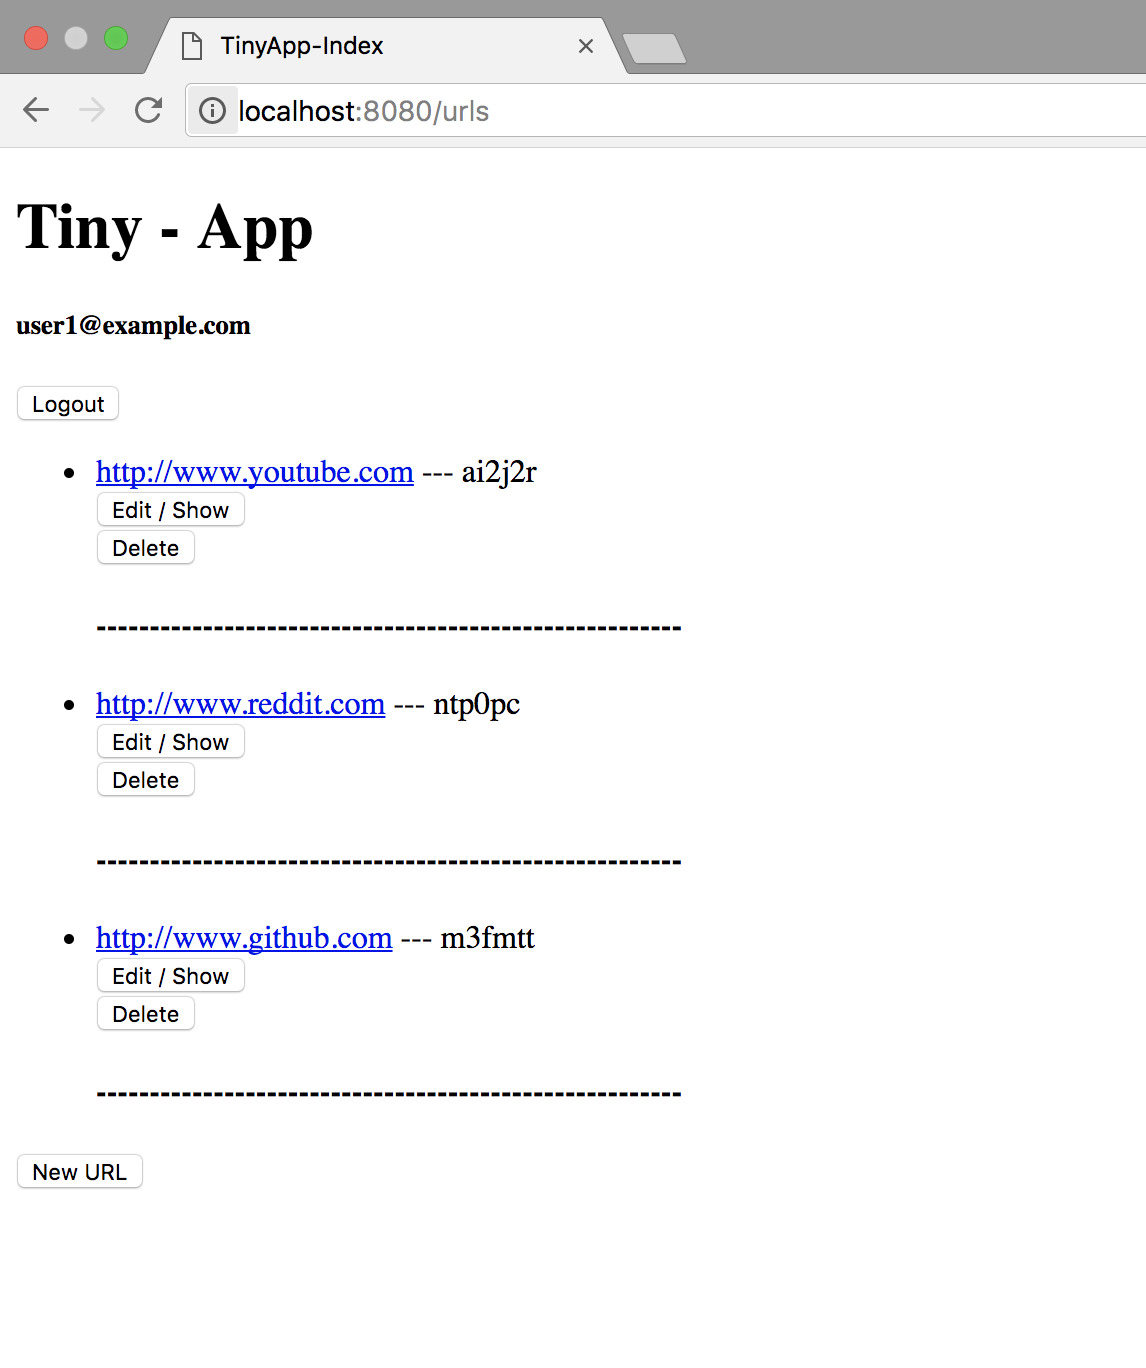 TinyApp-Index
localhost:8080/urls
Tiny - App
user1@example.com
Logout
http://www.youtube.com --- ai2j2r
Edit / Show
Delete
-------------------------------------------------------
http://www.reddit.com --- ntp0pc
Edit / Show
Delete
-------------------------------------------------------
http://www.github.com --- m3fmtt
Edit / Show
Delete
-------------------------------------------------------
New URL